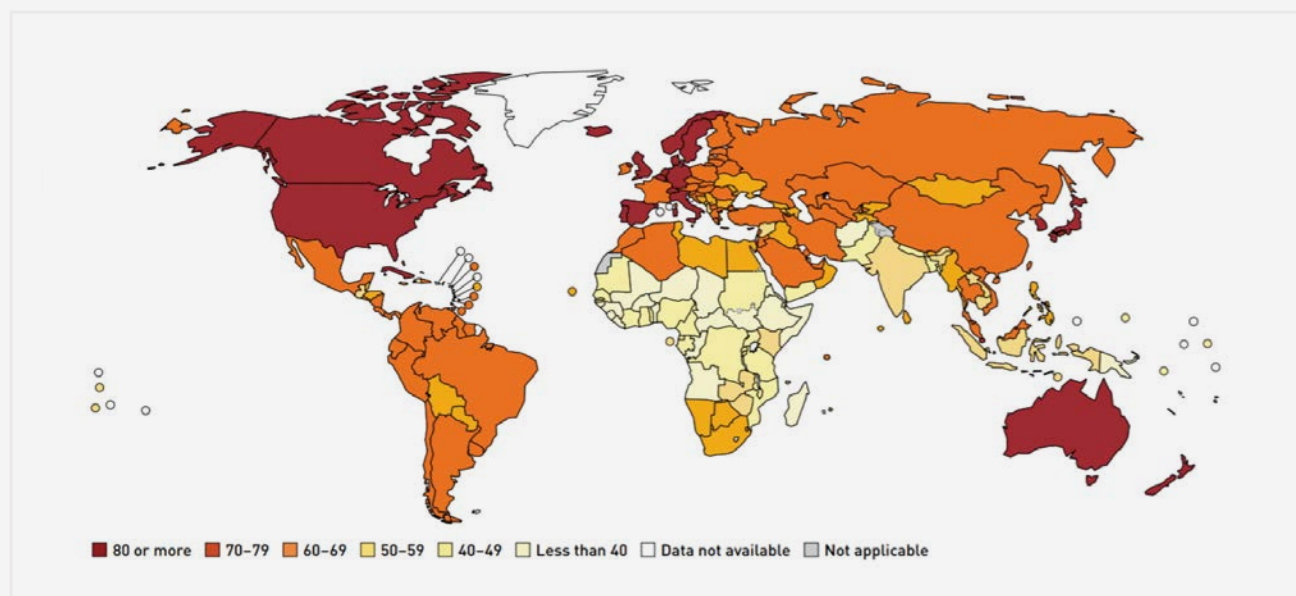 80 or more 70–79 60–69 50–59 40–49 Less than 40 Data not available Not applicable